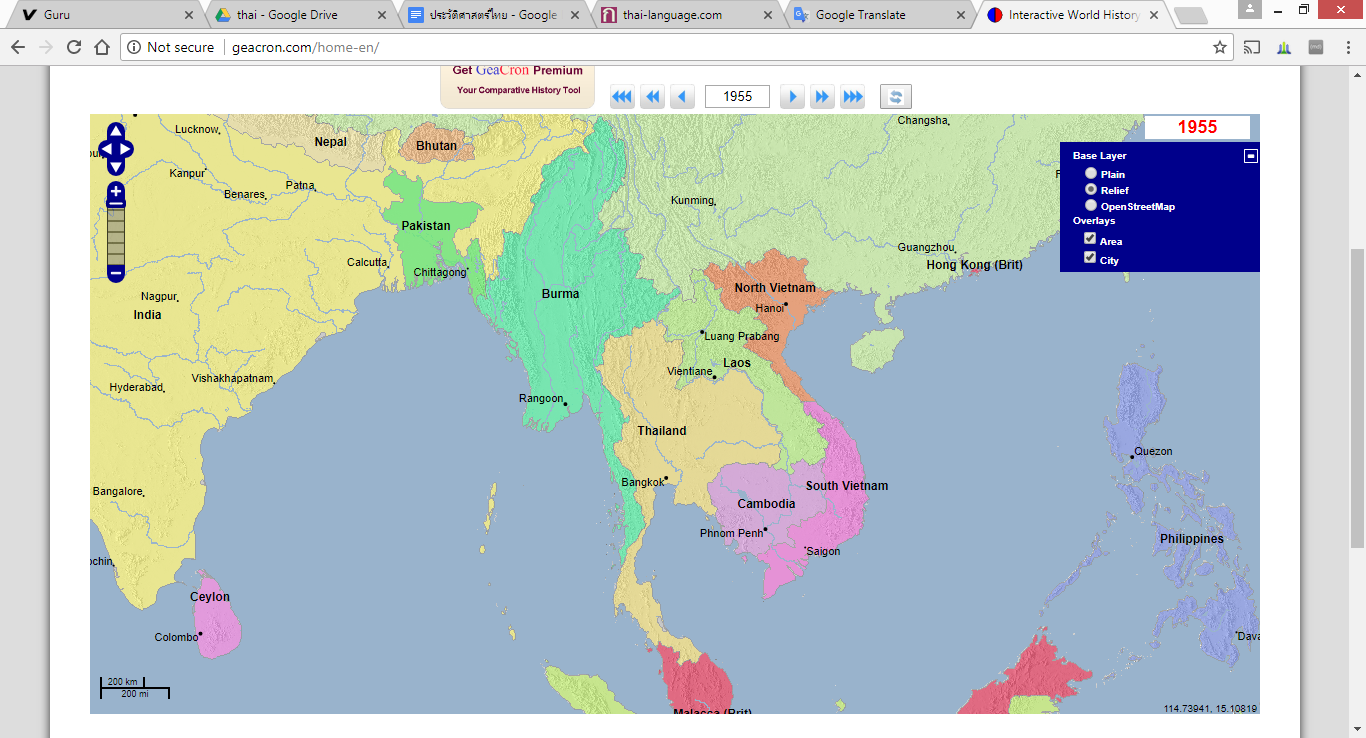 Guru
thai - Google Drive
ประวัติศาสตร์ไทย - Google
thai-language.com
Google Translate
Interactive World History
Not secure
geacron.com/home-en/
Get GeaCron Premium
Your Comparative History Tool
1955
1955
Base Layer
Plain
Relief
OpenStreetMap
Overlays
Area
City
Lucknow
Nepal
Bhutan
Changsha
Kanpur
Patna
Benares
Kunming
Pakistan
Guangzhou
Calcutta
Chittagong
Hong Kong (Brit)
Burma
North Vietnam
Nagpur
Hanoi
India
Luang Prabang
Laos
Vientiane
Vishakhapatnam
Hyderabad
Rangoon
Thailand
Quezon
Bangkok
South Vietnam
Bangalore
Cambodia
Phnom Penh
Philippines
Saigon
ochin
Ceylon
Colombo
Dava
200 km
200 mi
Malacca (Brit)
114.73941, 15.10819